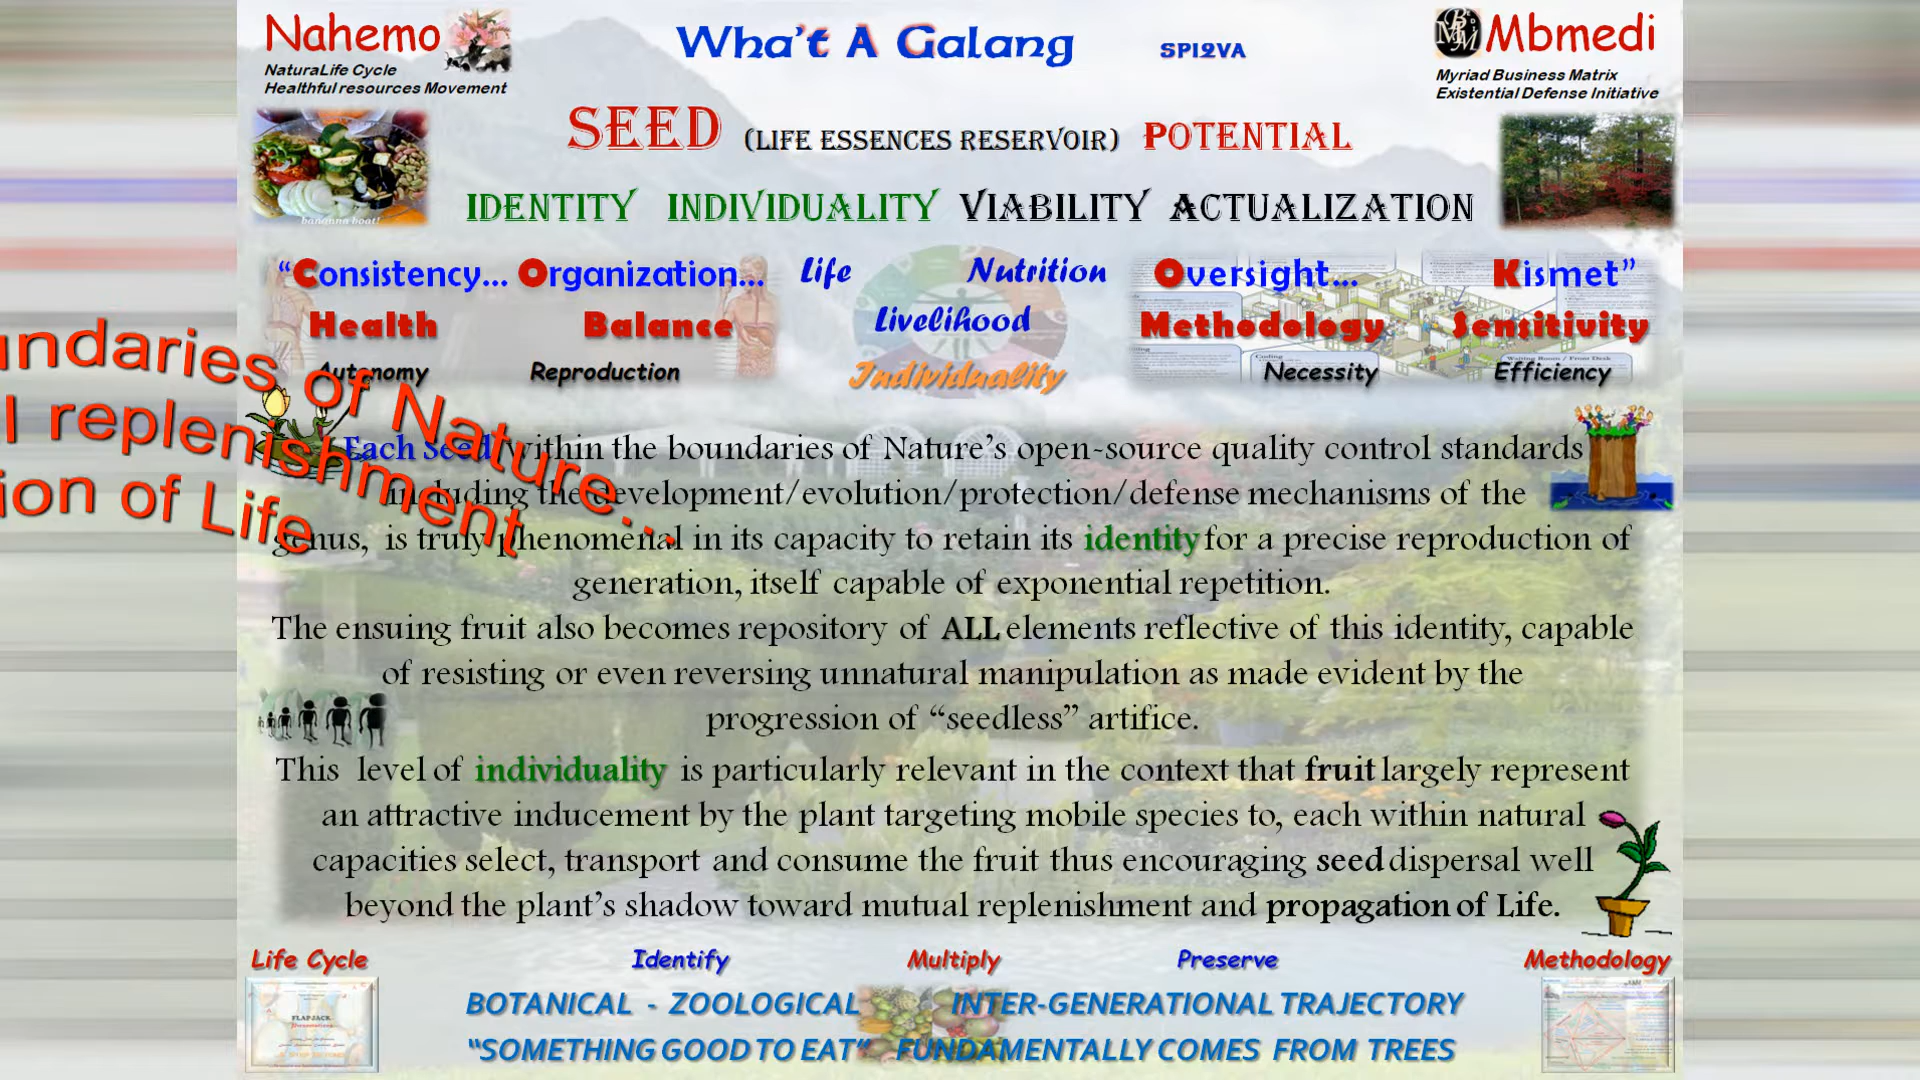 Nahemo
NaturaLife Cycle
Healthful resources Movement
Wha't A Galang
SPI2VA
Mbmedi
Myriad Business Matrix
Existential Defense Initiative
SEED (LIFE ESSENCES RESERVOIR) POTENTIAL
bananna boat!
IDENTITY INDIVIDUALITY VIABILITY ACTUALIZATION
“Consistency... Organization... Life Nutrition Oversight... Kismet”
Health Balance Livelihood Methodology Sensitivity
Autonomy Reproduction Individuality Necessity Efficiency
undaries of Nature...
l replenishment
ion of Life
Each Seed within the boundaries of Nature’s open-source quality control standards
including the development/evolution/protection/defense mechanisms of the
genus, is truly phenomenal in its capacity to retain its identity for a precise reproduction of
generation, itself capable of exponential repetition.
The ensuing fruit also becomes repository of ALL elements reflective of this identity, capable
of resisting or even reversing unnatural manipulation as made evident by the
progression of “seedless” artifice.
This level of individuality is particularly relevant in the context that fruit largely represent
an attractive inducement by the plant targeting mobile species to, each within natural
capacities select, transport and consume the fruit thus encouraging seed dispersal well
beyond the plant’s shadow toward mutual replenishment and propagation of Life.
Life Cycle Identify Multiply Preserve Methodology
FLAPJACK
BOTANICAL - ZOOLOGICAL INTER-GENERATIONAL TRAJECTORY
“SOMETHING GOOD TO EAT” FUNDAMENTALLY COMES FROM TREES